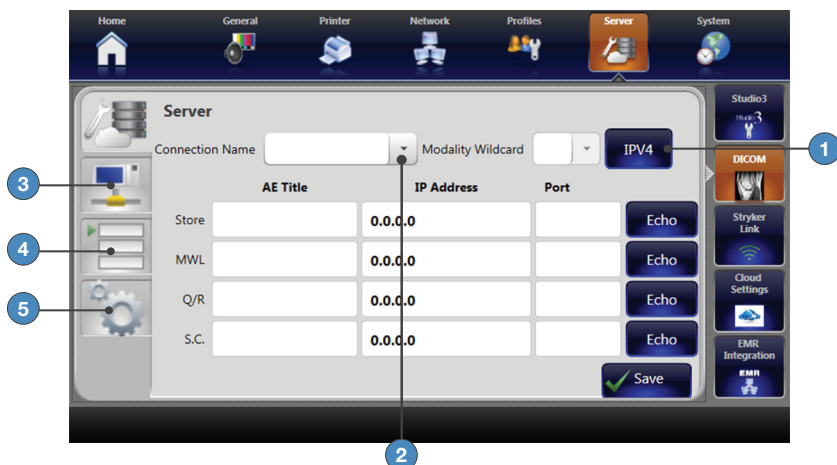 Home General Printer Network Profiles Server System
Studio3
Studio 3
Server
Connection Name Modality Wildcard IPV4
1
DICOM
AE Title IP Address Port
3
Store 0.0.0.0 Echo
Stryker
Link
4
MWL 0.0.0.0 Echo
Cloud
Settings
5
Q/R 0.0.0.0 Echo
S.C. 0.0.0.0 Echo
EMR
Integration
EMR
Save
2